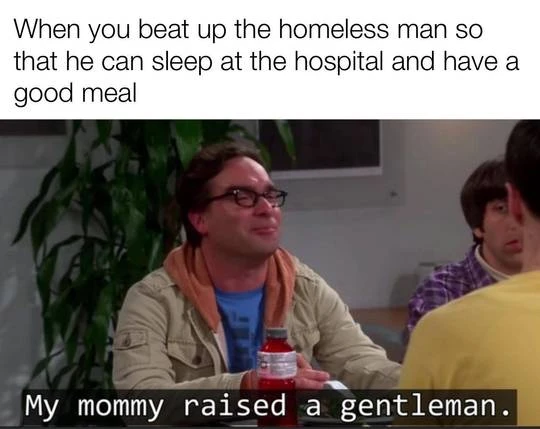 When you beat up the homeless man so
that he can sleep at the hospital and have a
good meal
My mommy raised a gentleman.